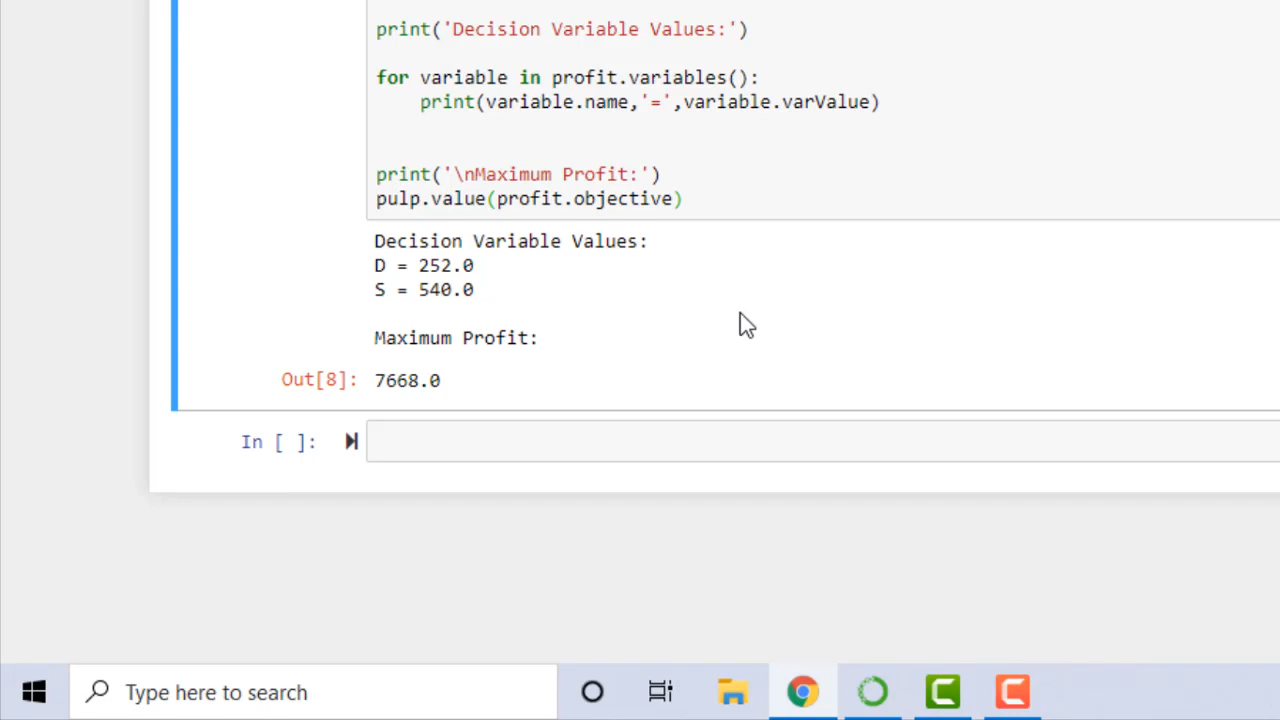 print('Decision Variable Values:')
for variable in profit.variables():
    print(variable.name,'=',variable.varValue)
print('\nMaximum Profit:')
pulp.value(profit.objective)
Decision Variable Values:
D = 252.0
S = 540.0
Maximum Profit:
Out[8]: 7668.0
In [ ]:
Type here to search